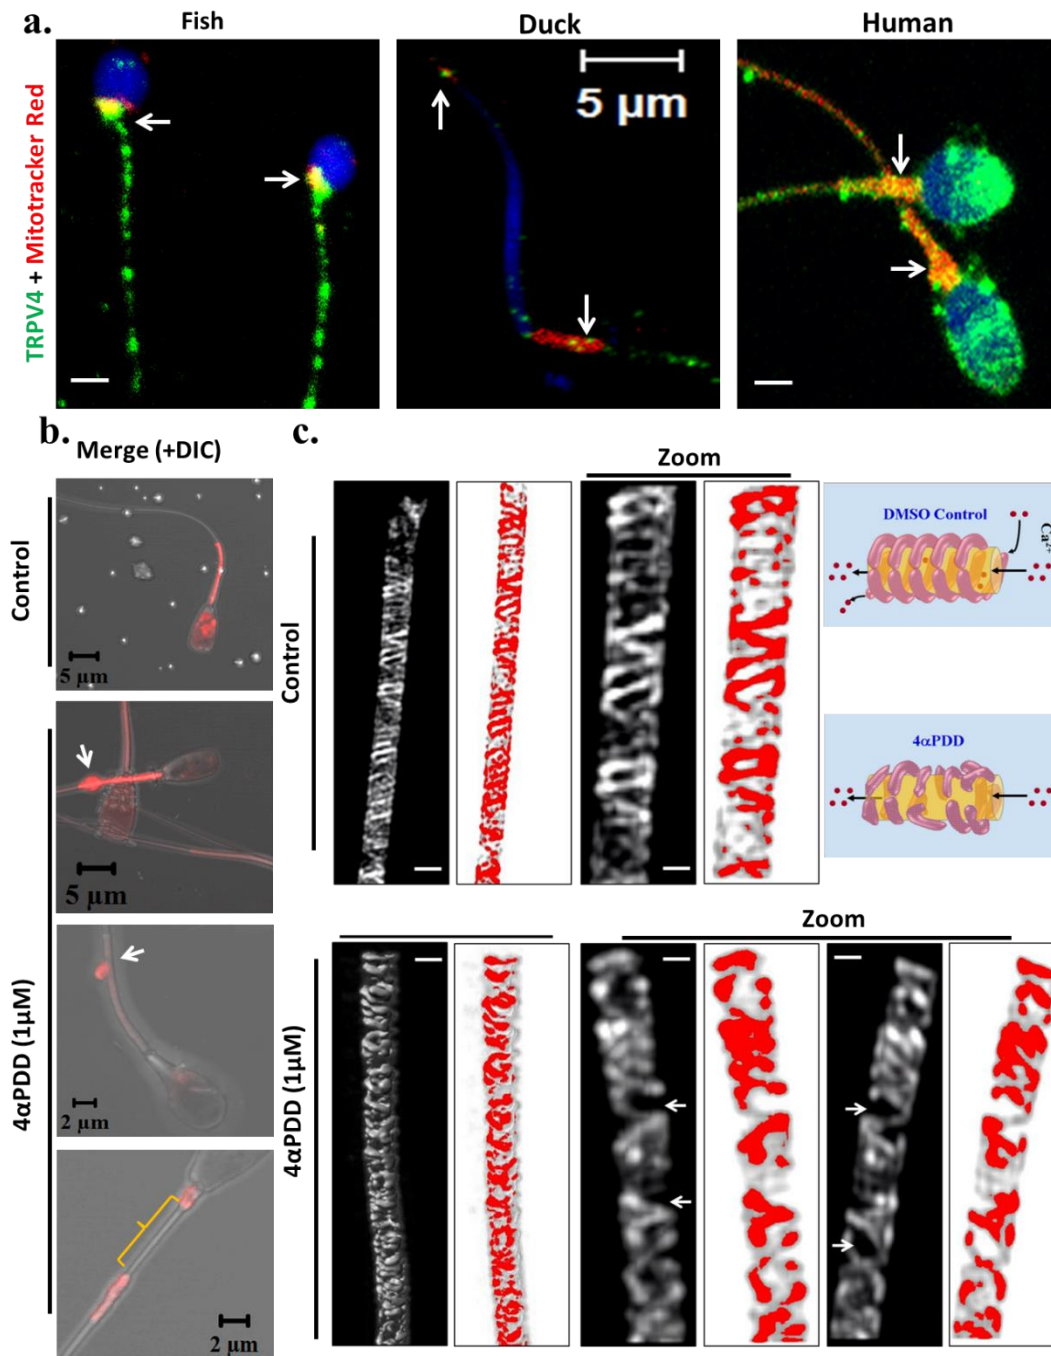 a.
Fish
Duck
Human
TRPV4 + Mitotracker Red
5 µm
b.
Merge (+DIC)
Control
5 µm
4αPDD (1µM)
5 µm
2 µm
2 µm
c.
Zoom
Control
DMSO Control
Ca²⁺
4αPDD
Zoom
4αPDD (1µM)